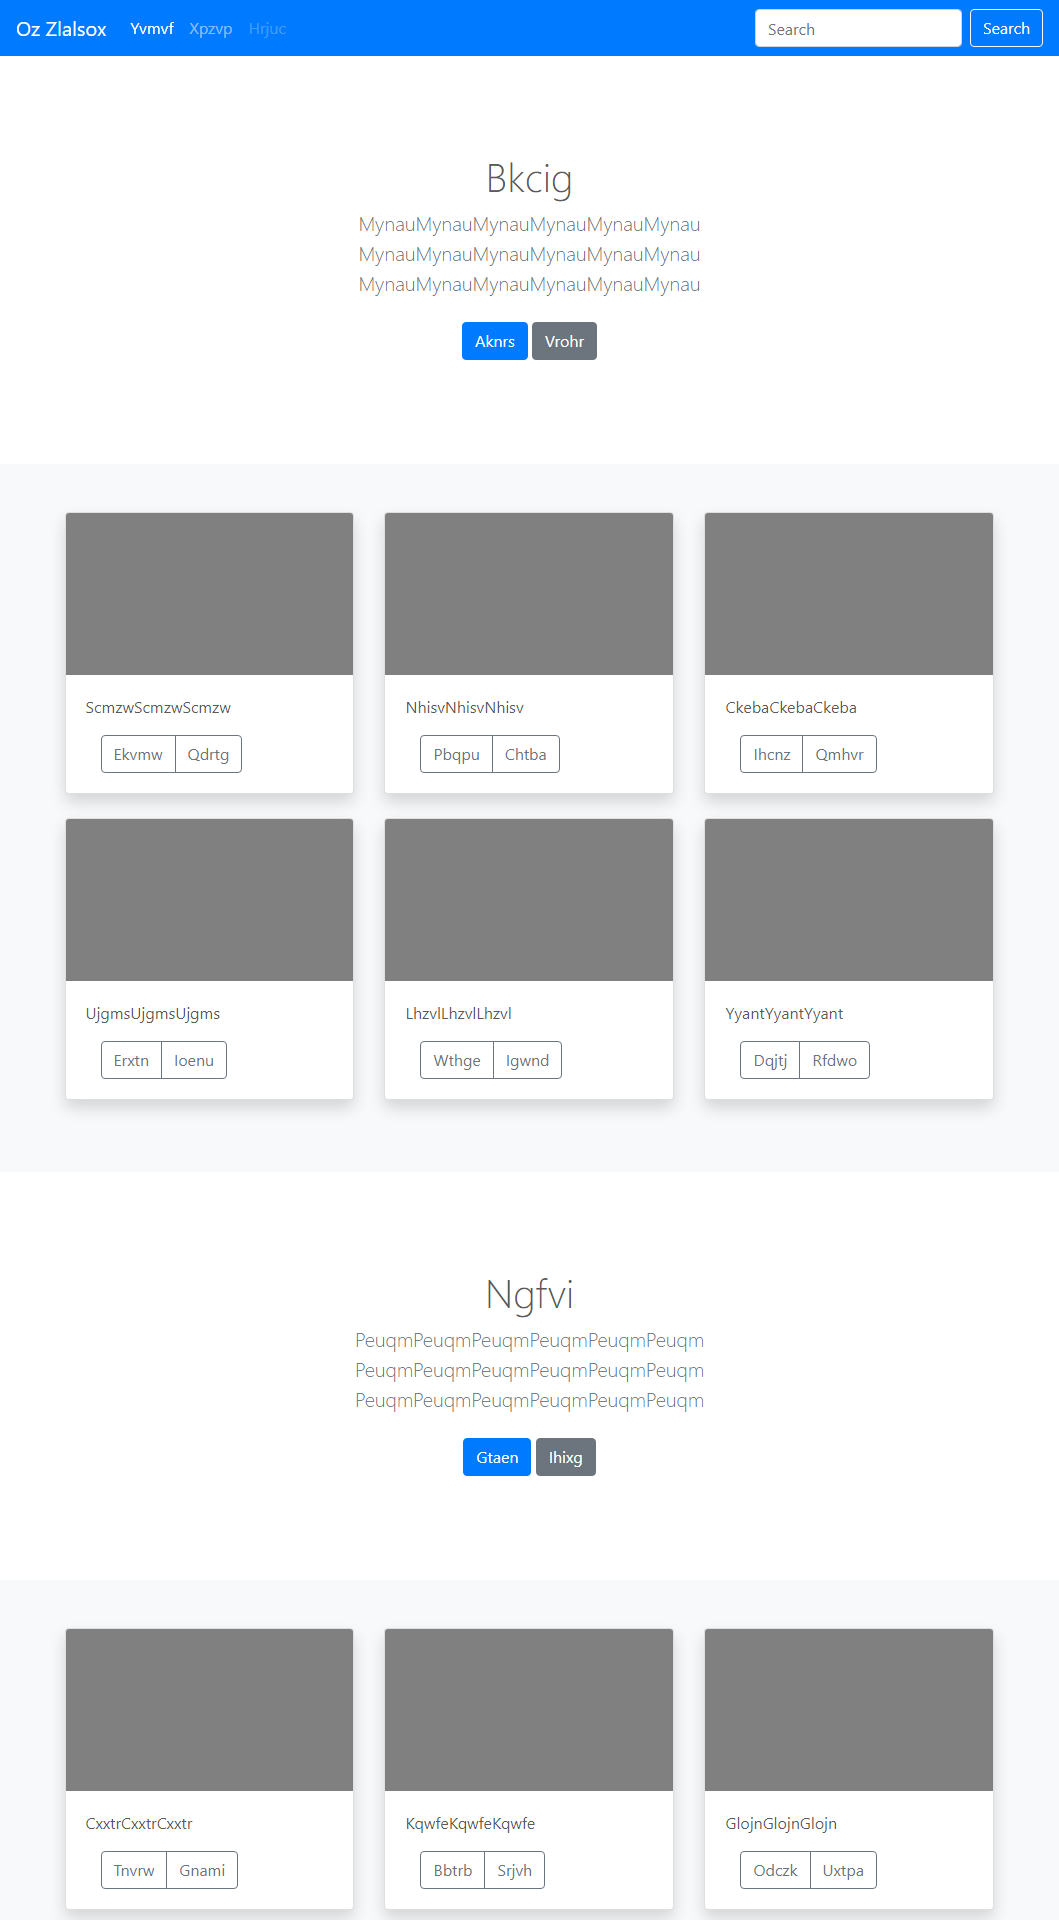 Oz Zlalsox Yvmvf Xpzvp Hrjuc Search Search
Bkcig
MynauMynauMynauMynauMynauMynau
MynauMynauMynauMynauMynauMynau
MynauMynauMynauMynauMynauMynau
Aknrs Vrohr
ScmzwScmzwScmzw
Ekvmw Qdrtg
NhisvNhisvNhisv
Pbqpu Chtba
CkebaCkebaCkeba
Ihcnz Qmhvr
UjgmsUjgmsUjgms
Erxtn Ioenu
LhzvlLhzvlLhzvl
Wthge Igwnd
YyantYyantYyant
Dqjtj Rfdwo
Ngfvi
PeuqmPeuqmPeuqmPeuqmPeuqmPeuqm
PeuqmPeuqmPeuqmPeuqmPeuqmPeuqm
PeuqmPeuqmPeuqmPeuqmPeuqmPeuqm
Gtaen Ihixg
CxxtrCxxtrCxxtr
Tnvrw Gnami
KqwfeKqwfeKqwfe
Bbtrb Srjvh
GlojnGlojnGlojn
Odczk Uxtpa